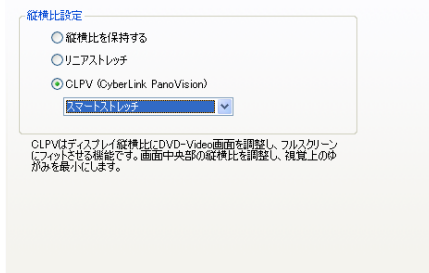 縦横比設定
縦横比を保持する
リニアストレッチ
CLPV (CyberLink PanoVision)
スマートストレッチ
CLPVはディスプレイ縦横比にDVD-Video画面を調整し、フルスクリーン
にフィットさせる機能です。画面中央部の縦横比を調整し、視覚上のゆ
がみを最小にします。